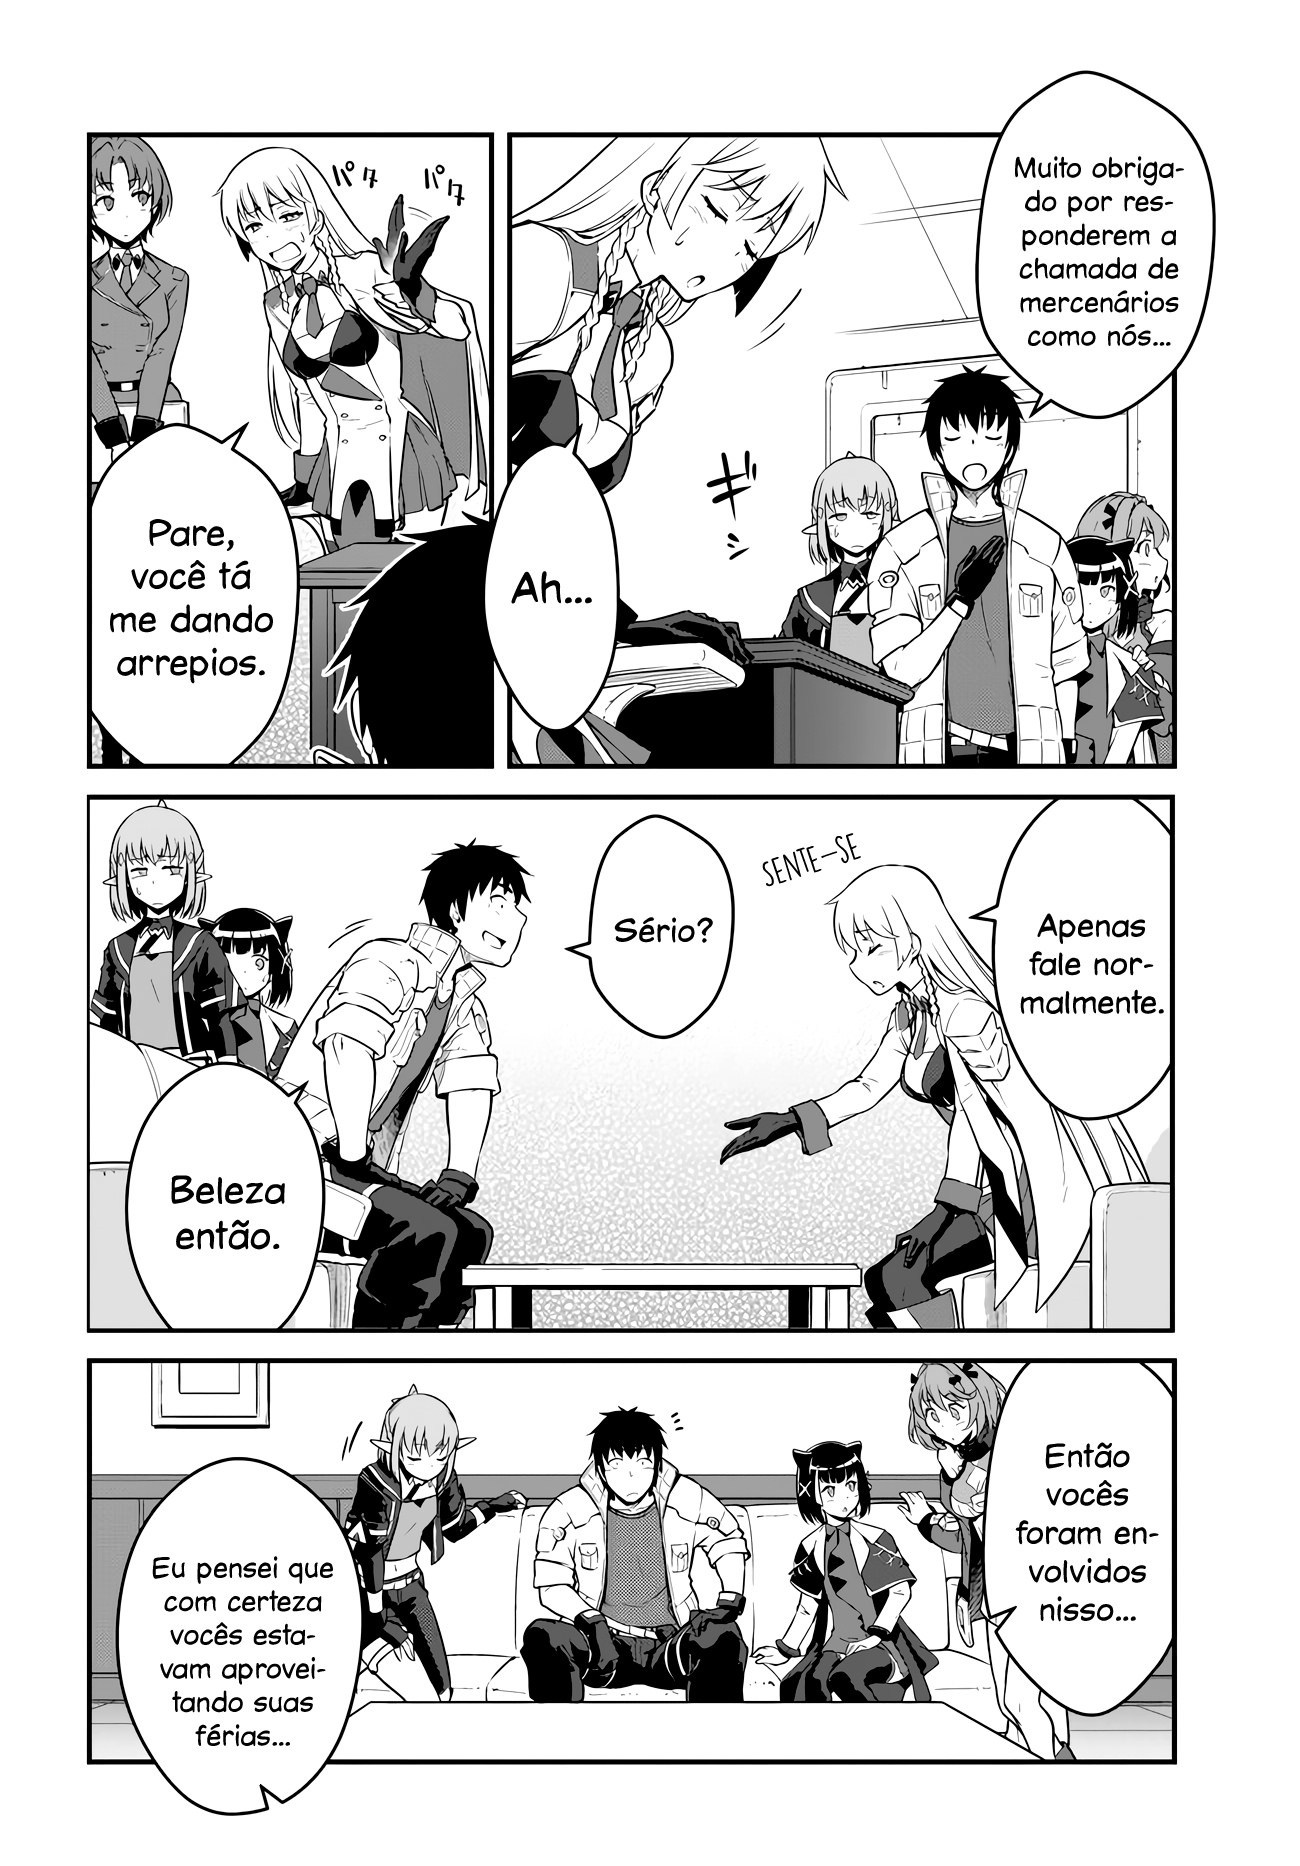 Muito obriga-
do por res-
ponderem a
chamada de
mercenários
como nós...
ギ
シ
Ah...
パタ
パタ
Pare,
você tá
me dando
arrepios.
Apenas
fale nor-
malmente.
SENTE-SE
Sério?
Beleza
então.
Então
vocês
foram en-
volvidos
nisso...
Eu pensei que
com certeza
vocês esta-
vam aprovei-
tando suas
férias...